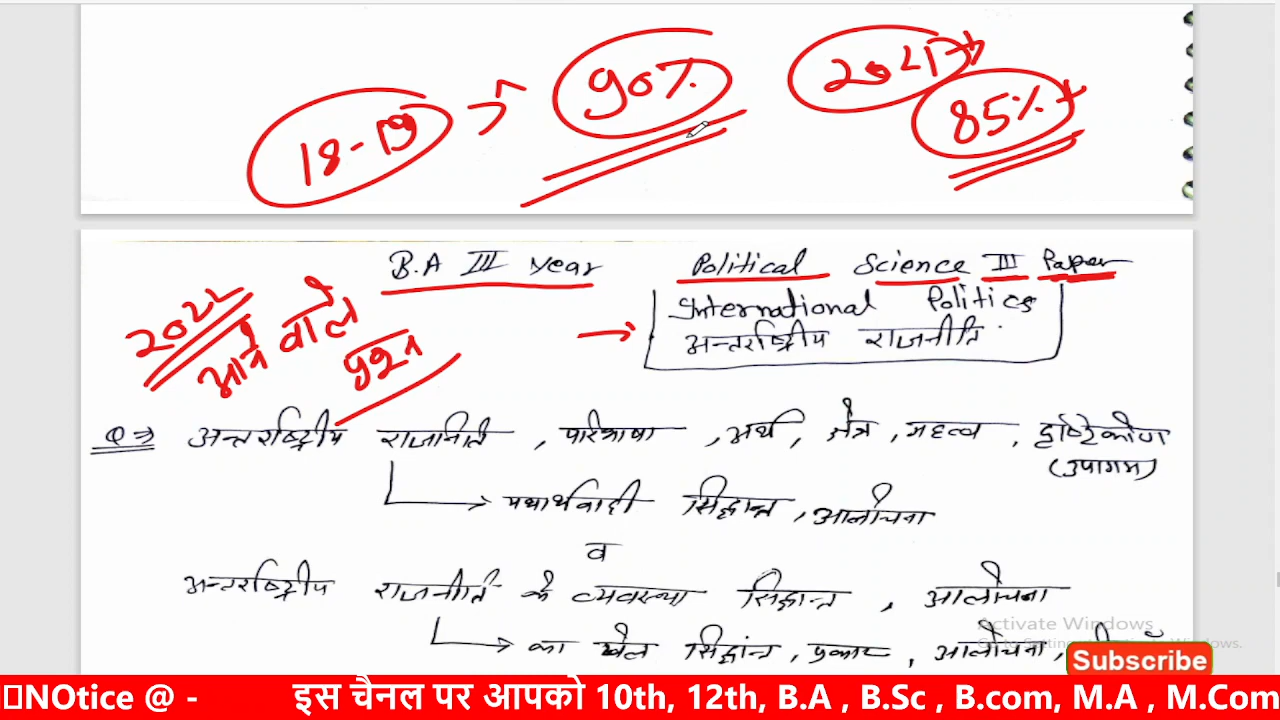 18-19 > 90% 2021 →
85%
B.A III Year Political Science III Paper
International Politics
अन्तर्राष्ट्रीय राजनीति
2022
आने वाले
प्रश्न
Q ⇒ अन्तर्राष्ट्रीय राजनीति, परिभाषा, अर्थ, क्षेत्र, महत्व, दृष्टिकोण
(उपागम)
यथार्थवादी सिद्धान्त, आलोचना
व
अन्तर्राष्ट्रीय राजनीति के व्यवस्था सिद्धान्त, आलोचना
Activate Windows
का खेल सिद्धांन्त, प्रकार, आलोचना,
Subscribe
NOtice @ - इस चैनल पर आपको 10th, 12th, B.A , B.Sc , B.com, M.A , M.Com